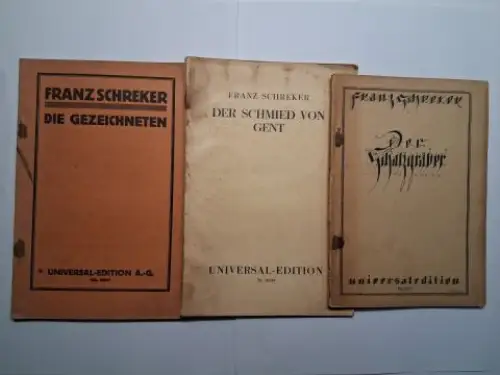 FRANZ SCHREKER
DIE GEZEICHNETEN
UNIVERSAL-EDITION A.-G.
FRANZ SCHREKER
DER SCHMIED VON
GENT
UNIVERSAL-EDITION
Franz Schreker
Der
Schatzgräber
universaledition